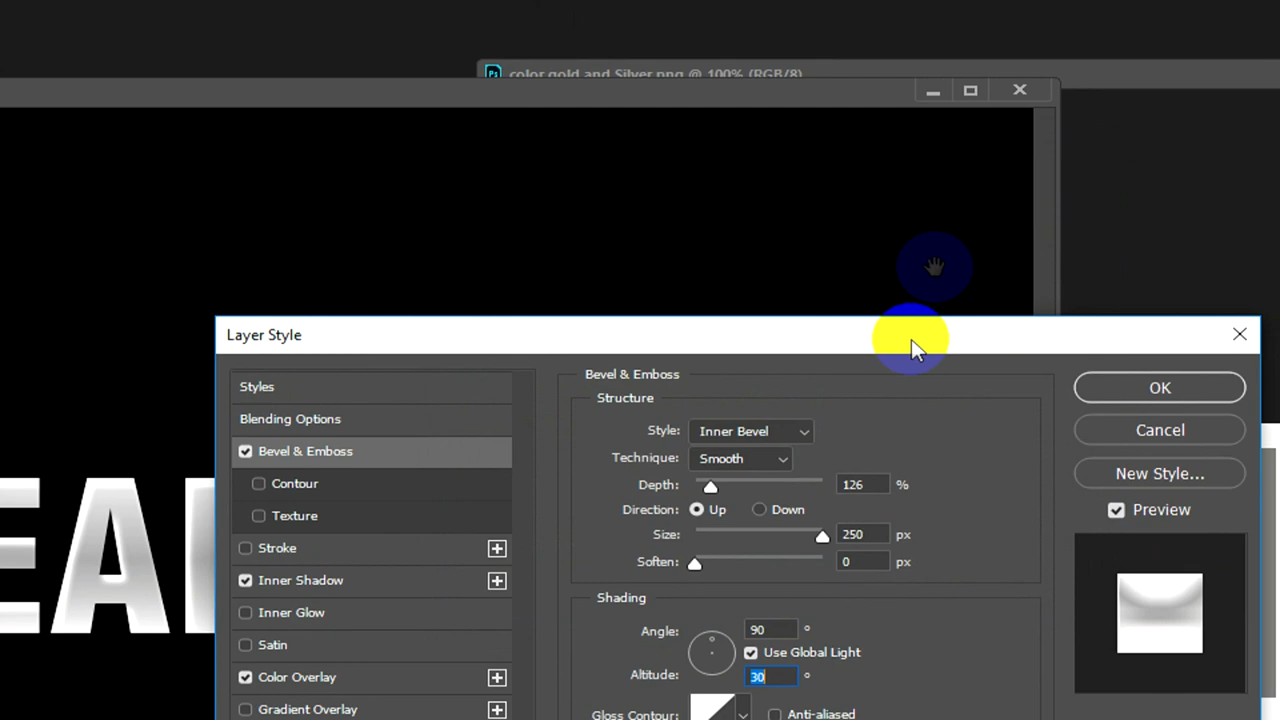 color gold and Silver.png @ 100% (RGB/8)
Layer Style
Styles
Blending Options
Bevel & Emboss
Contour
Texture
Stroke
Inner Shadow
Inner Glow
Satin
Color Overlay
Gradient Overlay
Bevel & Emboss
Structure
Style: Inner Bevel
Technique: Smooth
Depth: 126 %
Direction: Up Down
Size: 250 px
Soften: 0 px
Shading
Angle: 90 °
Use Global Light
Altitude: 30 °
Gloss Contour: Anti-aliased
OK
Cancel
New Style...
Preview
EA